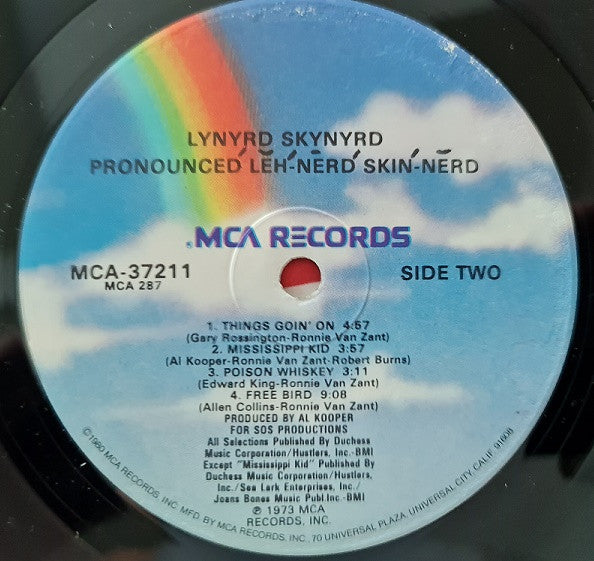 LYNYRD SKYNYRD
PRONOUNCED LĔH-NÉRD SKIN-NÉRD
®MCA RECORDS
MCA-37211
MCA 287
SIDE TWO
1. THINGS GOIN' ON 4:57
(Gary Rossington-Ronnie Van Zant)
2. MISSISSIPPI KID 3:57
(Al Kooper-Ronnie Van Zant-Robert Burns)
3. POISON WHISKEY 3:11
(Edward King-Ronnie Van Zant)
4. FREE BIRD 9:08
(Allen Collins-Ronnie Van Zant)
PRODUCED BY AL KOOPER
FOR SOS PRODUCTIONS
All Selections Published By Duchess
Music Corporation/Hustlers, Inc.-BMI
Except "Mississippi Kid" Published By
Duchess Music Corporation/Hustlers,
Inc./Sea Lark Enterprises, Inc./
Joans Bones Music Publ.Inc-BMI
℗ 1973 MCA
RECORDS, INC.
©1980 MCA RECORDS INC. MFD BY MCA RECORDS, INC., 70 UNIVERSAL PLAZA, UNIVERSAL CITY, CALIF. 91608